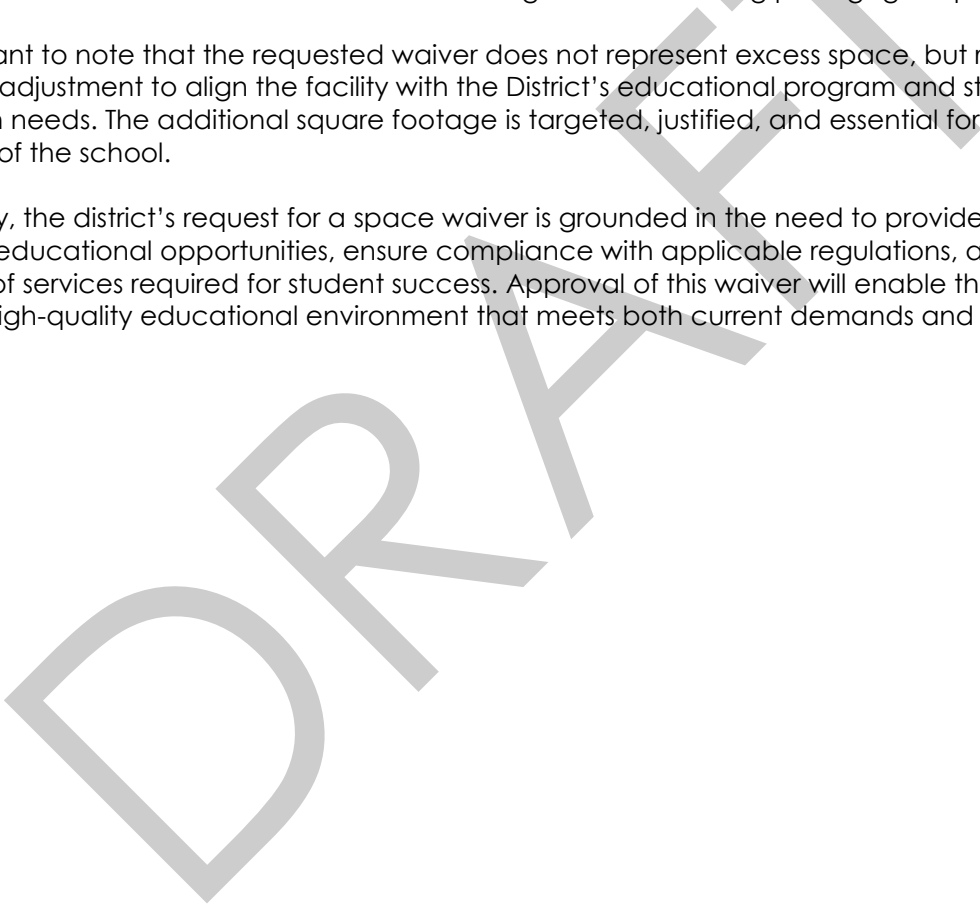 ant to note that the requested waiver does not represent excess space, but
adjustment to align the facility with the District's educational program and st
needs. The additional square footage is targeted, justified, and essential for
of the school.
y, the district's request for a space waiver is grounded in the need to provide
educational opportunities, ensure compliance with applicable regulations,
of services required for student success. Approval of this waiver will enable th
igh-quality educational environment that meets both current demands and
DRAFT